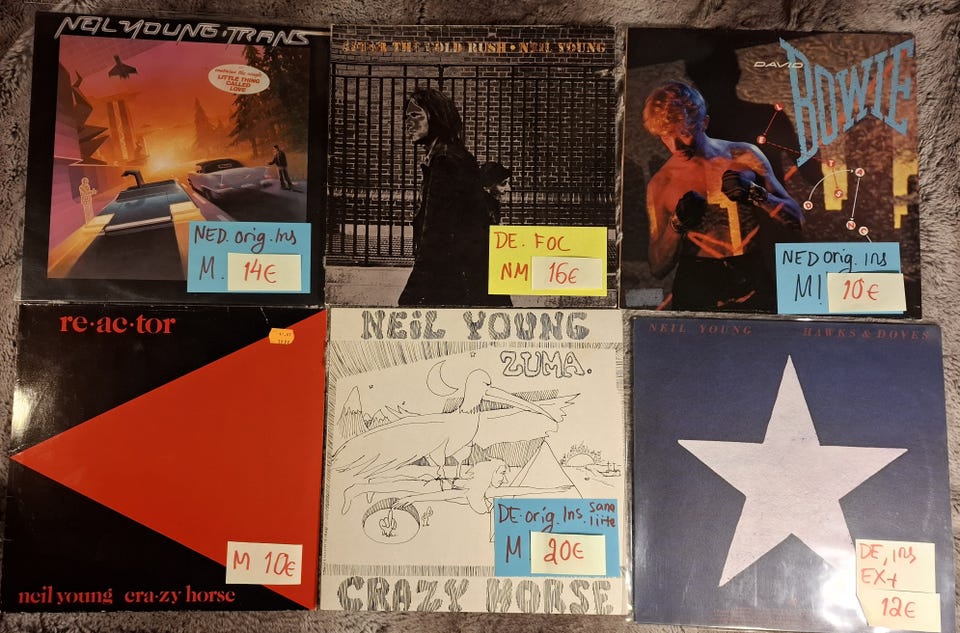 NEIL YOUNG · TRANS
contains the single
LITTLE THING
CALLED
LOVE
NED. orig. Ins
M. 14€
AFTER THE GOLD RUSH • NEIL YOUNG
DE. FOC
NM 16€
DAVID
BOWIE
LET'S
DANC
NED orig. ins
M! 10€
re·ac·tor
M 10€
neil young cra·zy horse
NEIL YOUNG
ZUMA.
DE. orig. Ins. sana
liite
M 20€
CRAZY HORSE
NEIL YOUNG HAWKS & DOVES
DE, ins
EX+
12€